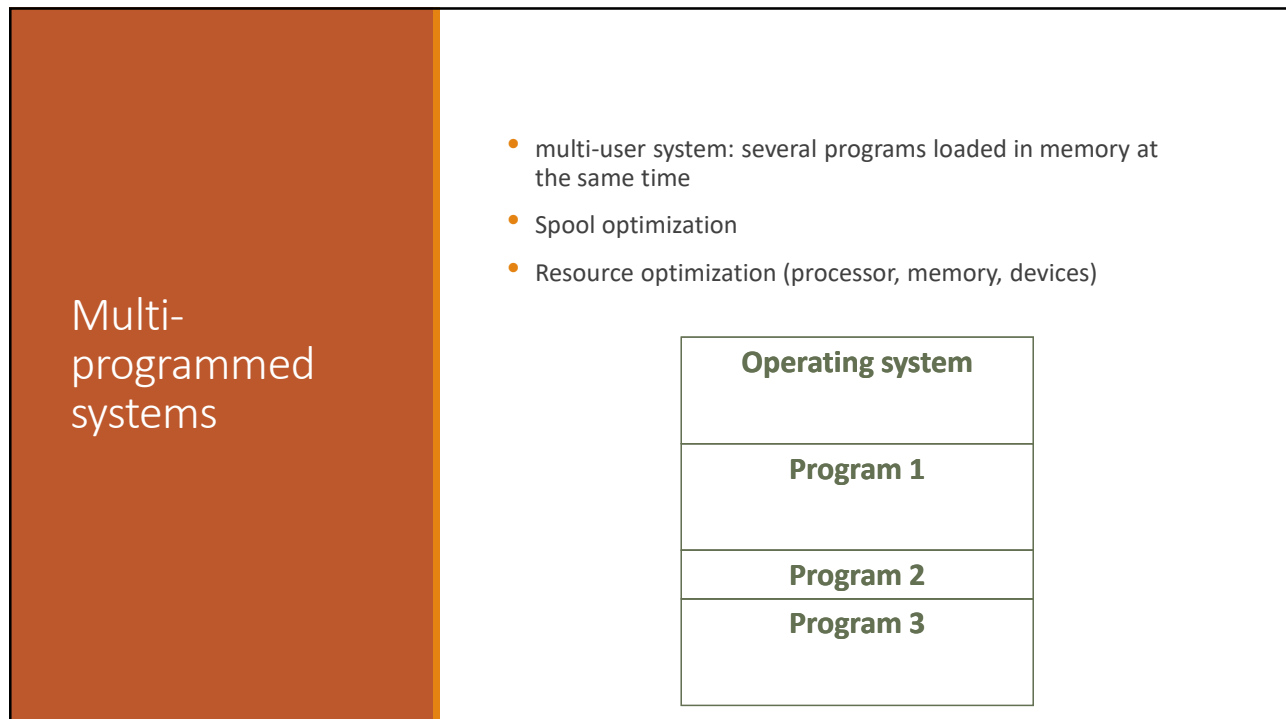 Multi-
programmed
systems
• multi-user system: several programs loaded in memory at
the same time
• Spool optimization
• Resource optimization (processor, memory, devices)
Operating system
Program 1
Program 2
Program 3